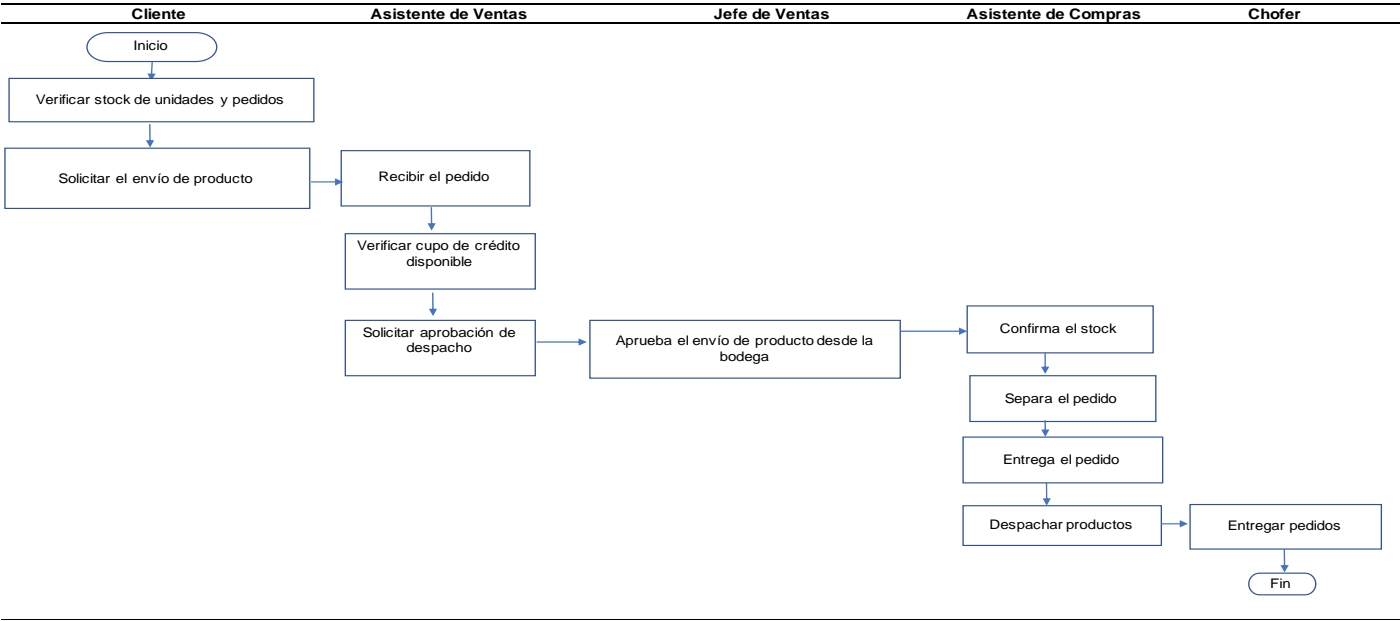 Cliente
Asistente de Ventas
Jefe de Ventas
Asistente de Compras
Chofer
Inicio
Verificar stock de unidades y pedidos
Solicitar el envío de producto
Recibir el pedido
Verificar cupo de crédito
disponible
Solicitar aprobación de
despacho
Aprueba el envío de producto desde la
bodega
Confirma el stock
Separa el pedido
Entrega el pedido
Despachar productos
Entregar pedidos
Fin